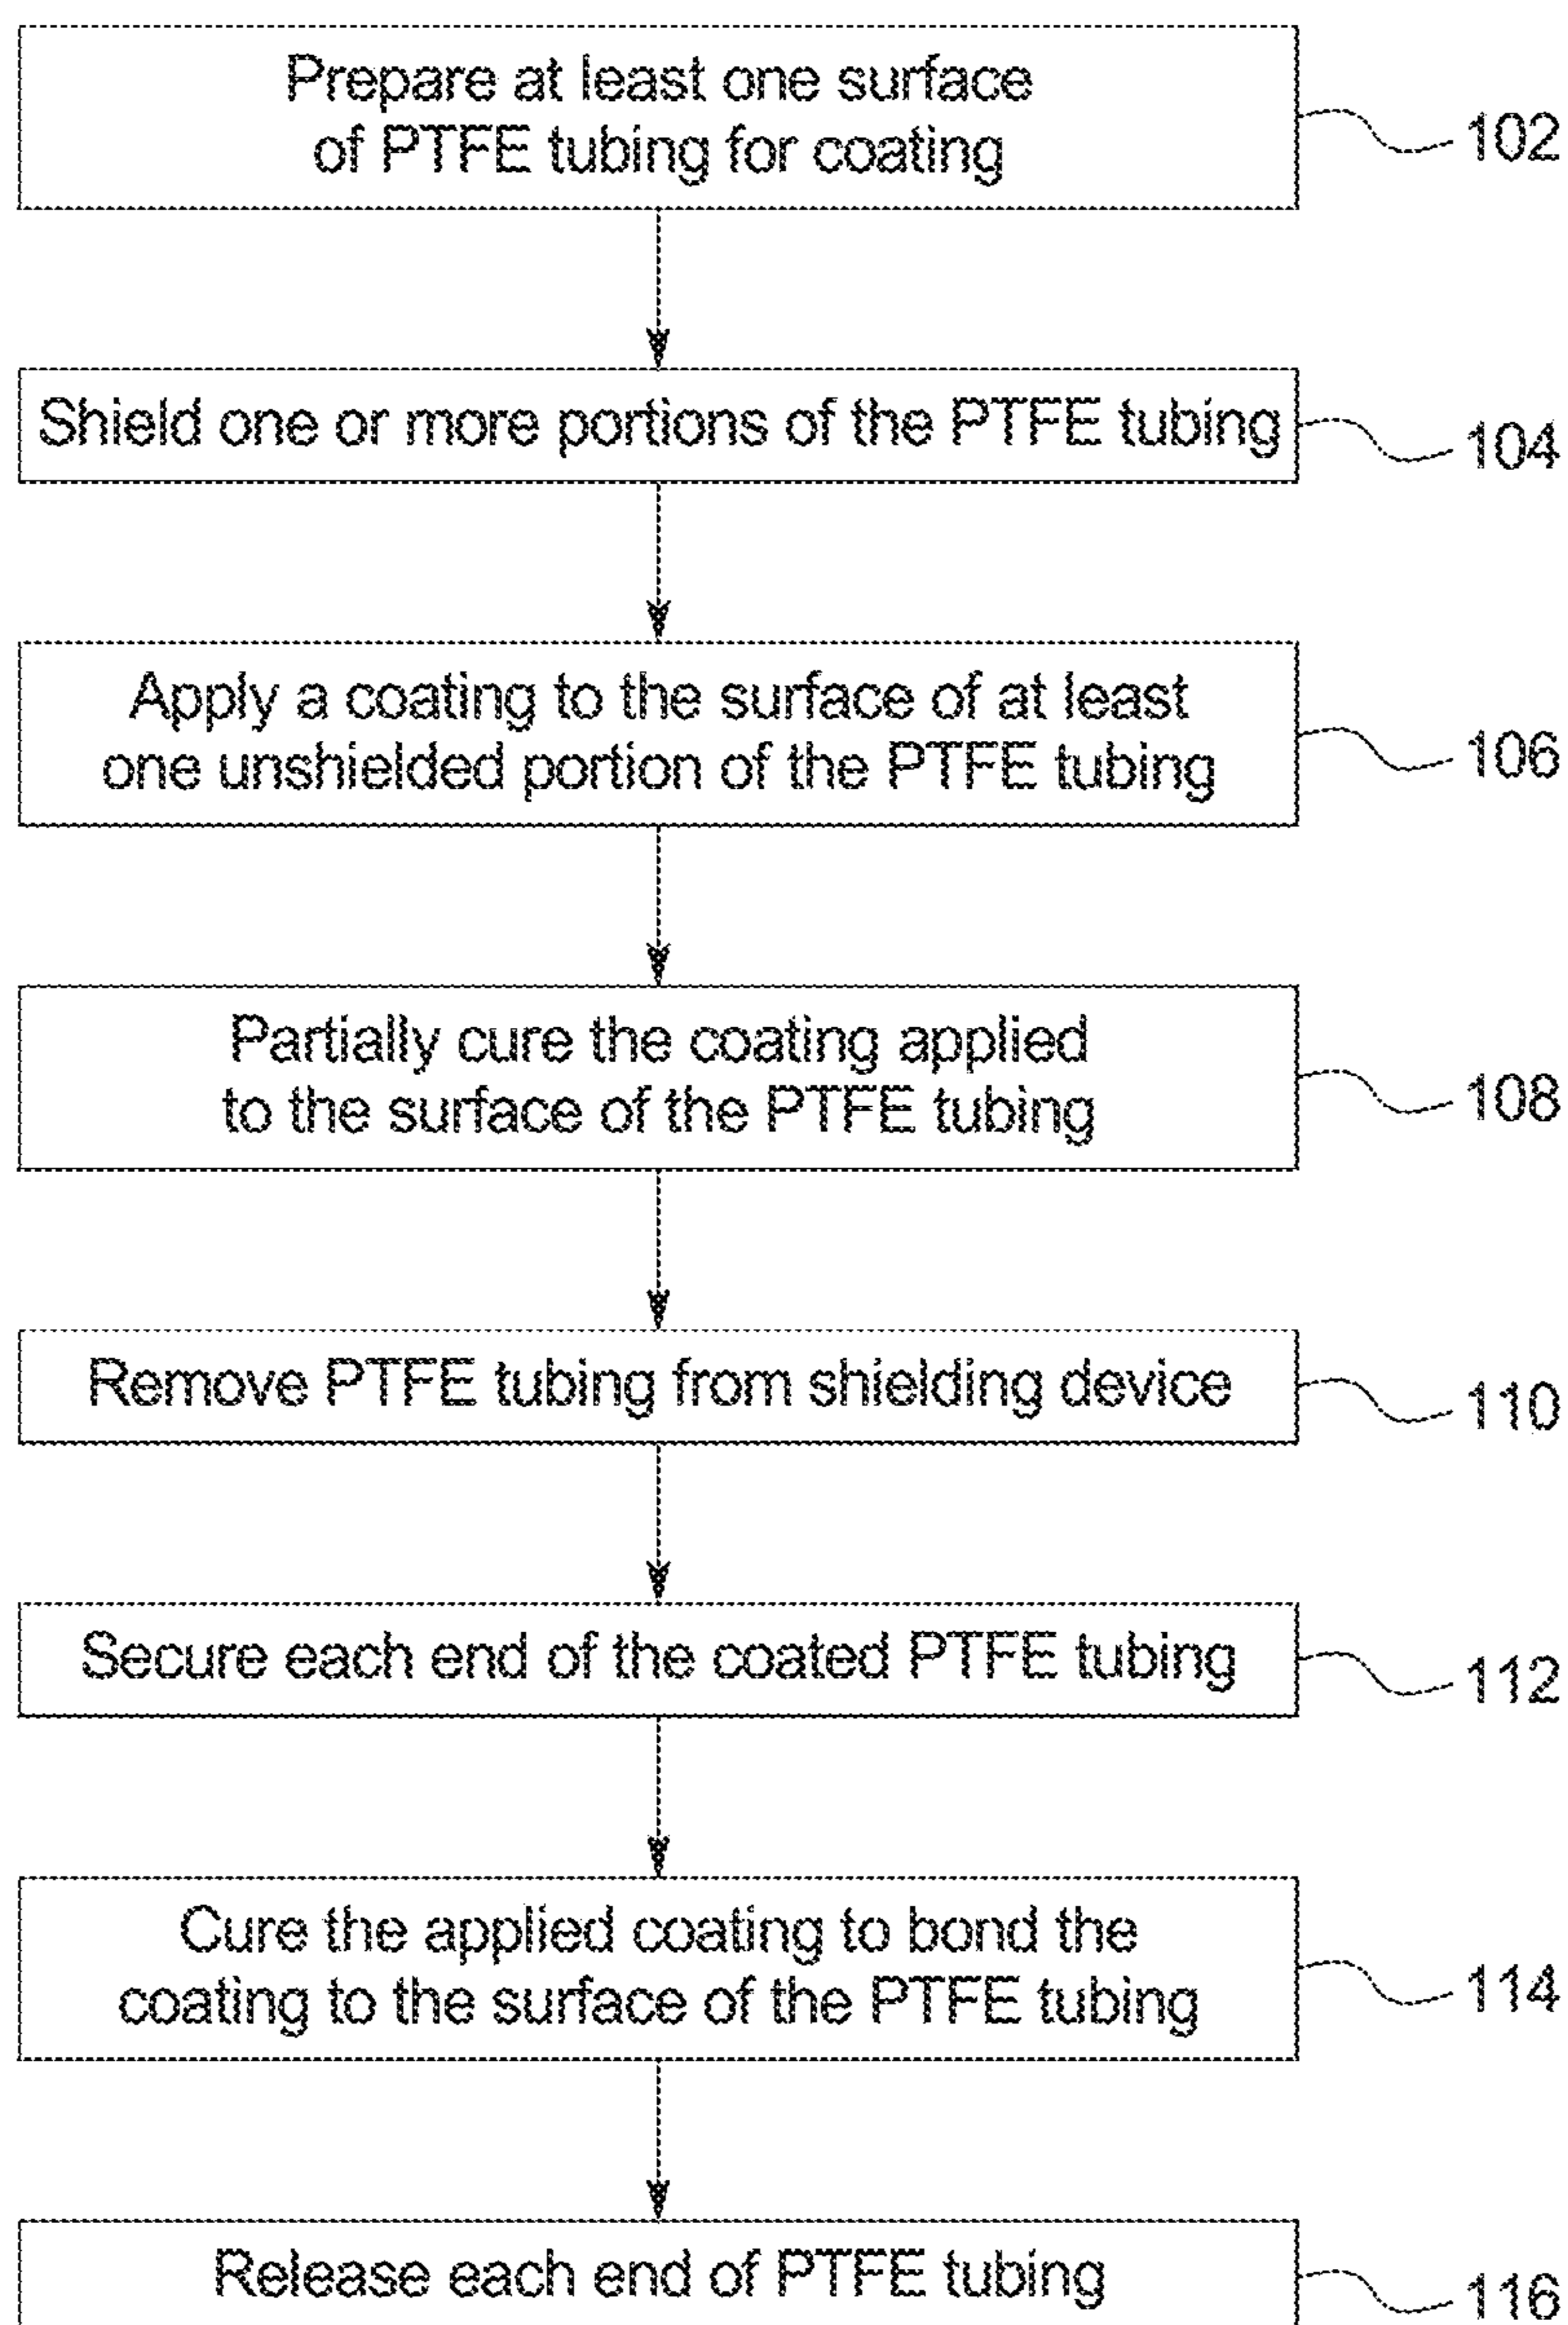 Prepare at least one surface
of PTFE tubing for coating
102
Shield one or more portions of the PTFE tubing
104
Apply a coating to the surface of at least
one unshielded portion of the PTFE tubing
106
Partially cure the coating applied
to the surface of the PTFE tubing
108
Remove PTFE tubing from shielding device
110
Secure each end of the coated PTFE tubing
112
Cure the applied coating to bond the
coating to the surface of the PTFE tubing
114
Release each end of PTFE tubing
116